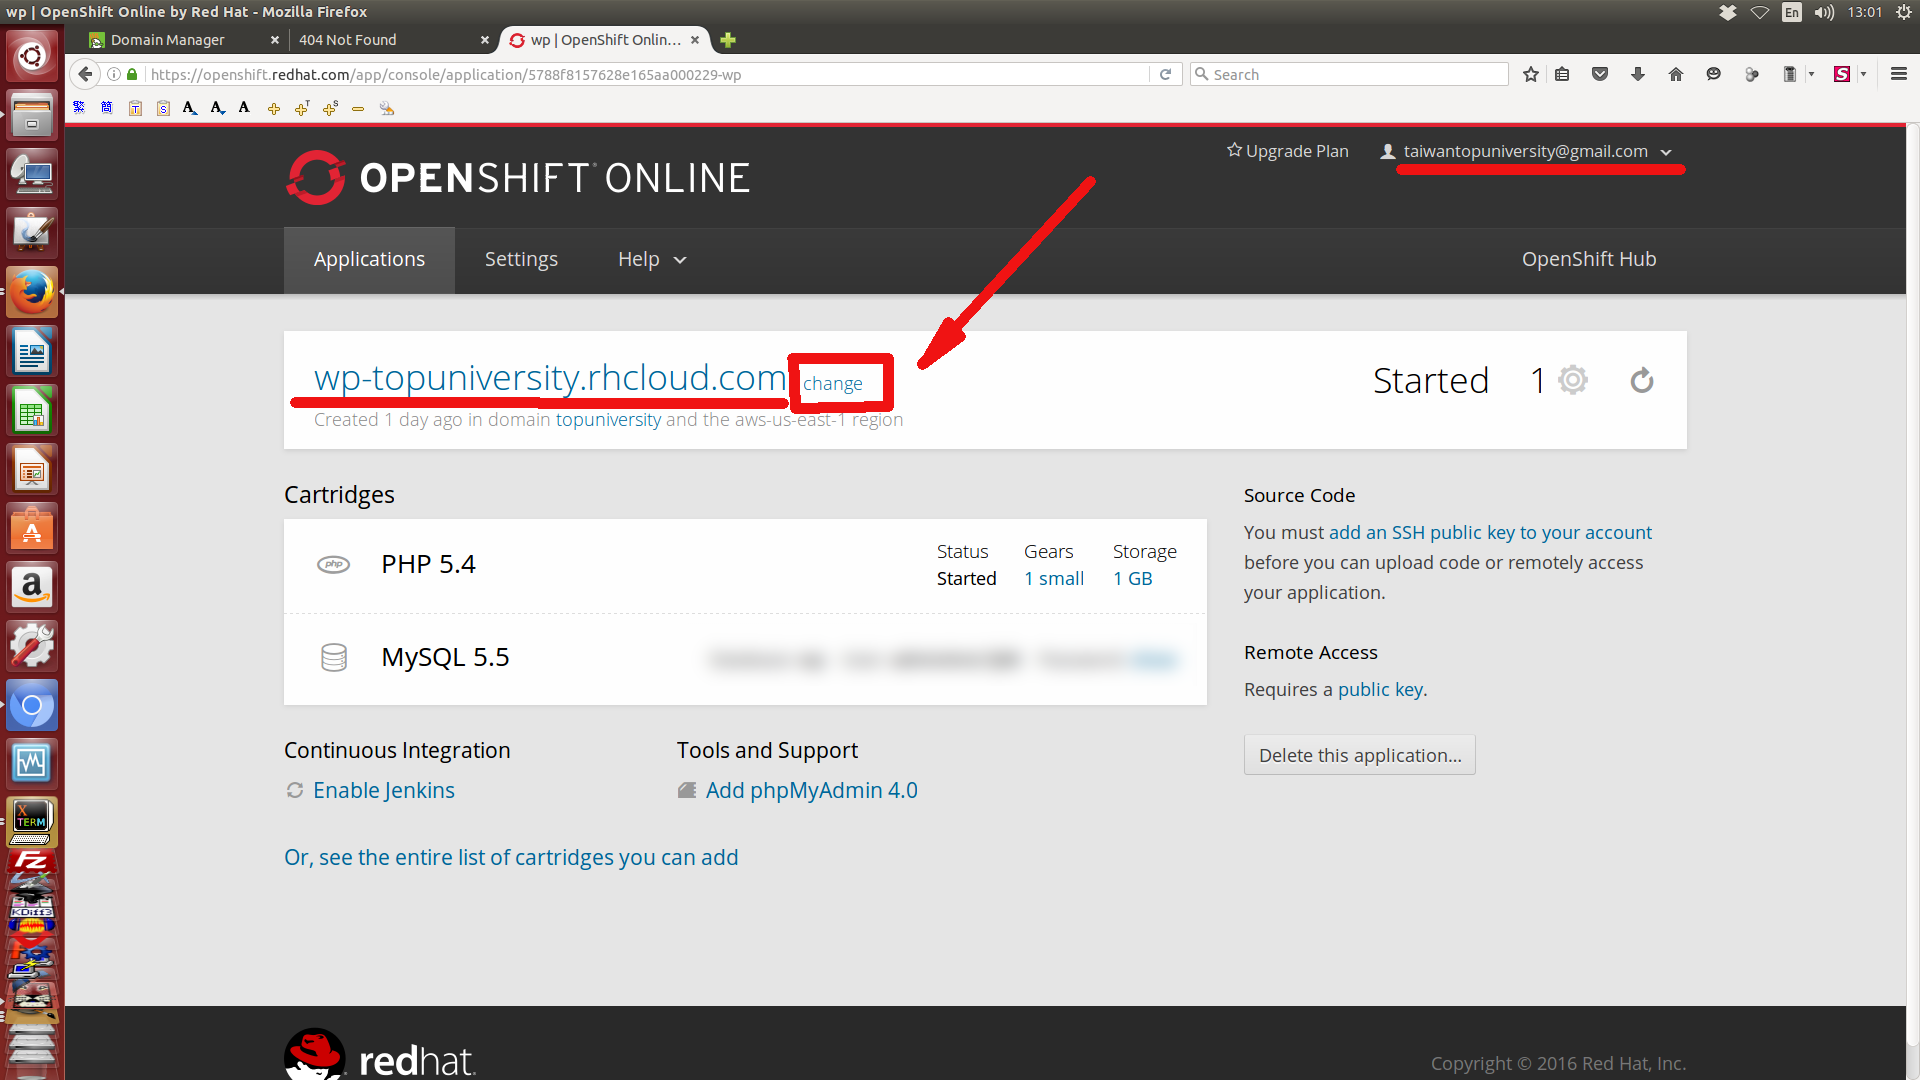 wp | OpenShift Online by Red Hat - Mozilla Firefox
En
13:01
Domain Manager
404 Not Found
wp | OpenShift Onlin...
https://openshift.redhat.com/app/console/application/5788f8157628e165aa000229-wp
Search
繁 簡 T S A A A T S
OPENSHIFT ONLINE
Upgrade Plan
taiwantopuniversity@gmail.com
Applications
Settings
Help
OpenShift Hub
wp-topuniversity.rhcloud.com
change
Started
1
Created 1 day ago in domain topuniversity and the aws-us-east-1 region
Cartridges
php
PHP 5.4
Status
Gears
Storage
Started
1 small
1 GB
MySQL 5.5
Source Code
You must add an SSH public key to your account
before you can upload code or remotely access
your application.
Remote Access
Requires a public key.
Delete this application...
Continuous Integration
Enable Jenkins
Tools and Support
Add phpMyAdmin 4.0
Or, see the entire list of cartridges you can add
X
TERM
FZ
KDiff3
redhat.
Copyright © 2016 Red Hat, Inc.